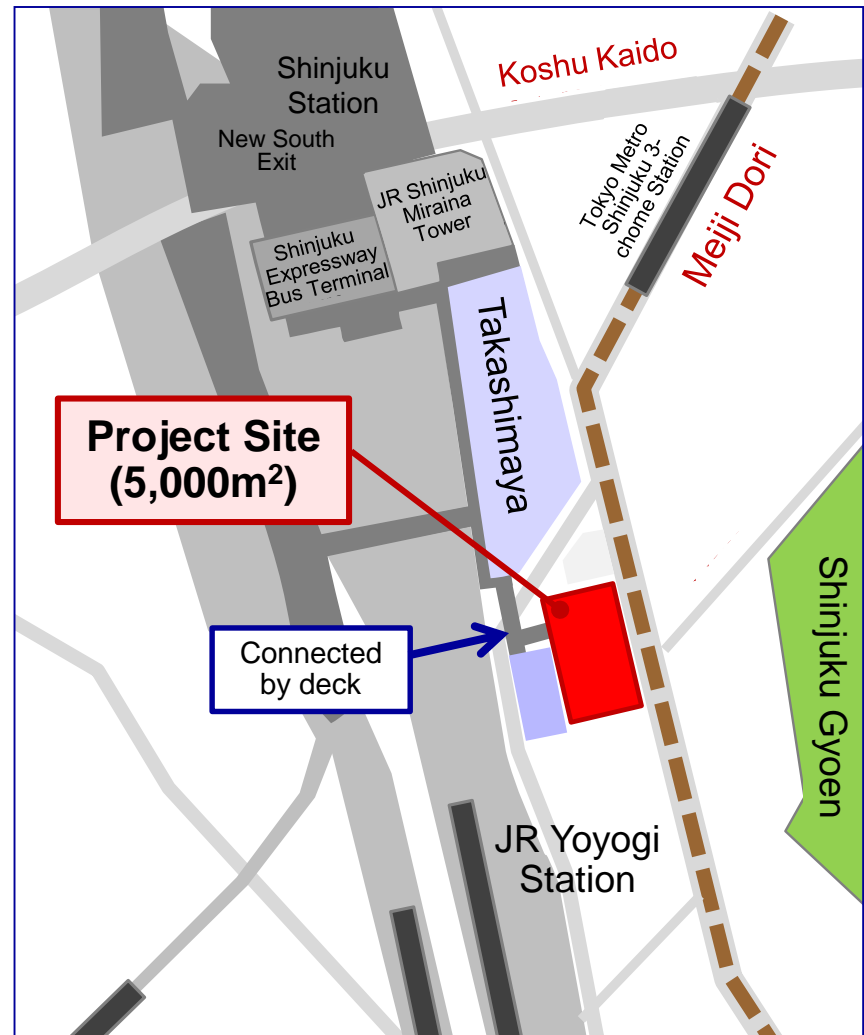 Koshu Kaido
Shinjuku
Station
New South
Exit
JR Shinjuku
Miraina
Tower
Shinjuku
Expressway
Bus Terminal
Tokyo Metro
Shinjuku 3-
chome Station
Meiji Dori
Takashimaya
Project Site
(5,000m²)
Connected
by deck
Shinjuku Gyoen
JR Yoyogi
Station